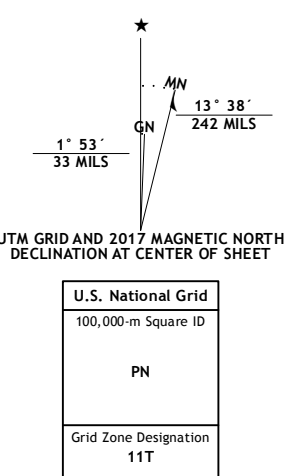 ★
MN
13° 38´
242 MILS
GN
1° 53´
33 MILS
UTM GRID AND 2017 MAGNETIC NORTH
DECLINATION AT CENTER OF SHEET
U.S. National Grid
100,000-m Square ID
PN
Grid Zone Designation
11T